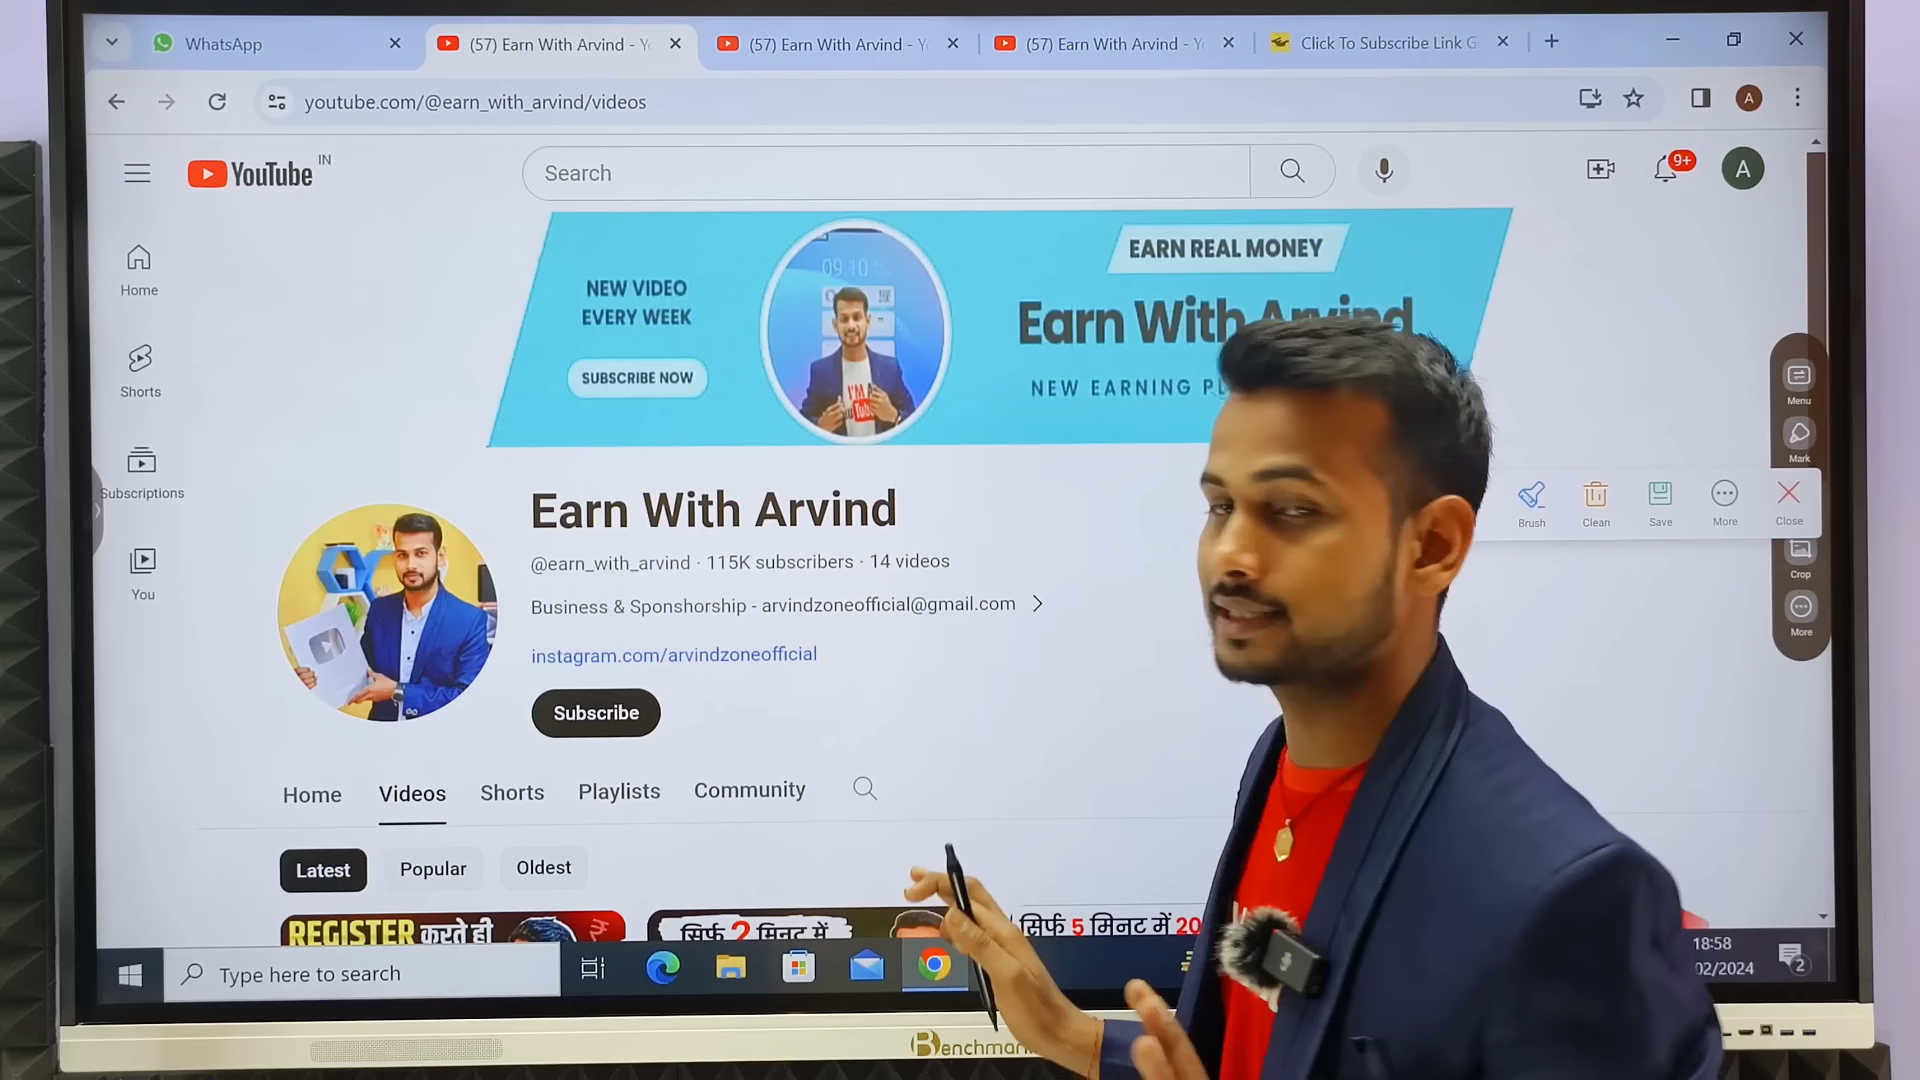 WhatsApp
(57) Earn With Arvind - Y
(57) Earn With Arvind - Y
(57) Earn With Arvind - Y
Click To Subscribe Link G
youtube.com/@earn_with_arvind/videos
A
YouTube IN
Search
9+
A
Home
Shorts
Subscriptions
You
NEW VIDEO
EVERY WEEK
SUBSCRIBE NOW
09:10
I'M A
EARN REAL MONEY
Earn With Arvind
NEW EARNING
Menu
Mark
Brush
Clean
Save
More
Close
Crop
More
Earn With Arvind
@earn_with_arvind · 115K subscribers · 14 videos
Business & Sponshorship - arvindzoneofficial@gmail.com
instagram.com/arvindzoneofficial
Subscribe
Home
Videos
Shorts
Playlists
Community
Latest
Popular
Oldest
REGISTER करते ही
सिर्फ 2 मिनट में
सिर्फ 5 मिनट में 20
Type here to search
18:58
02/2024
2
Benchmar